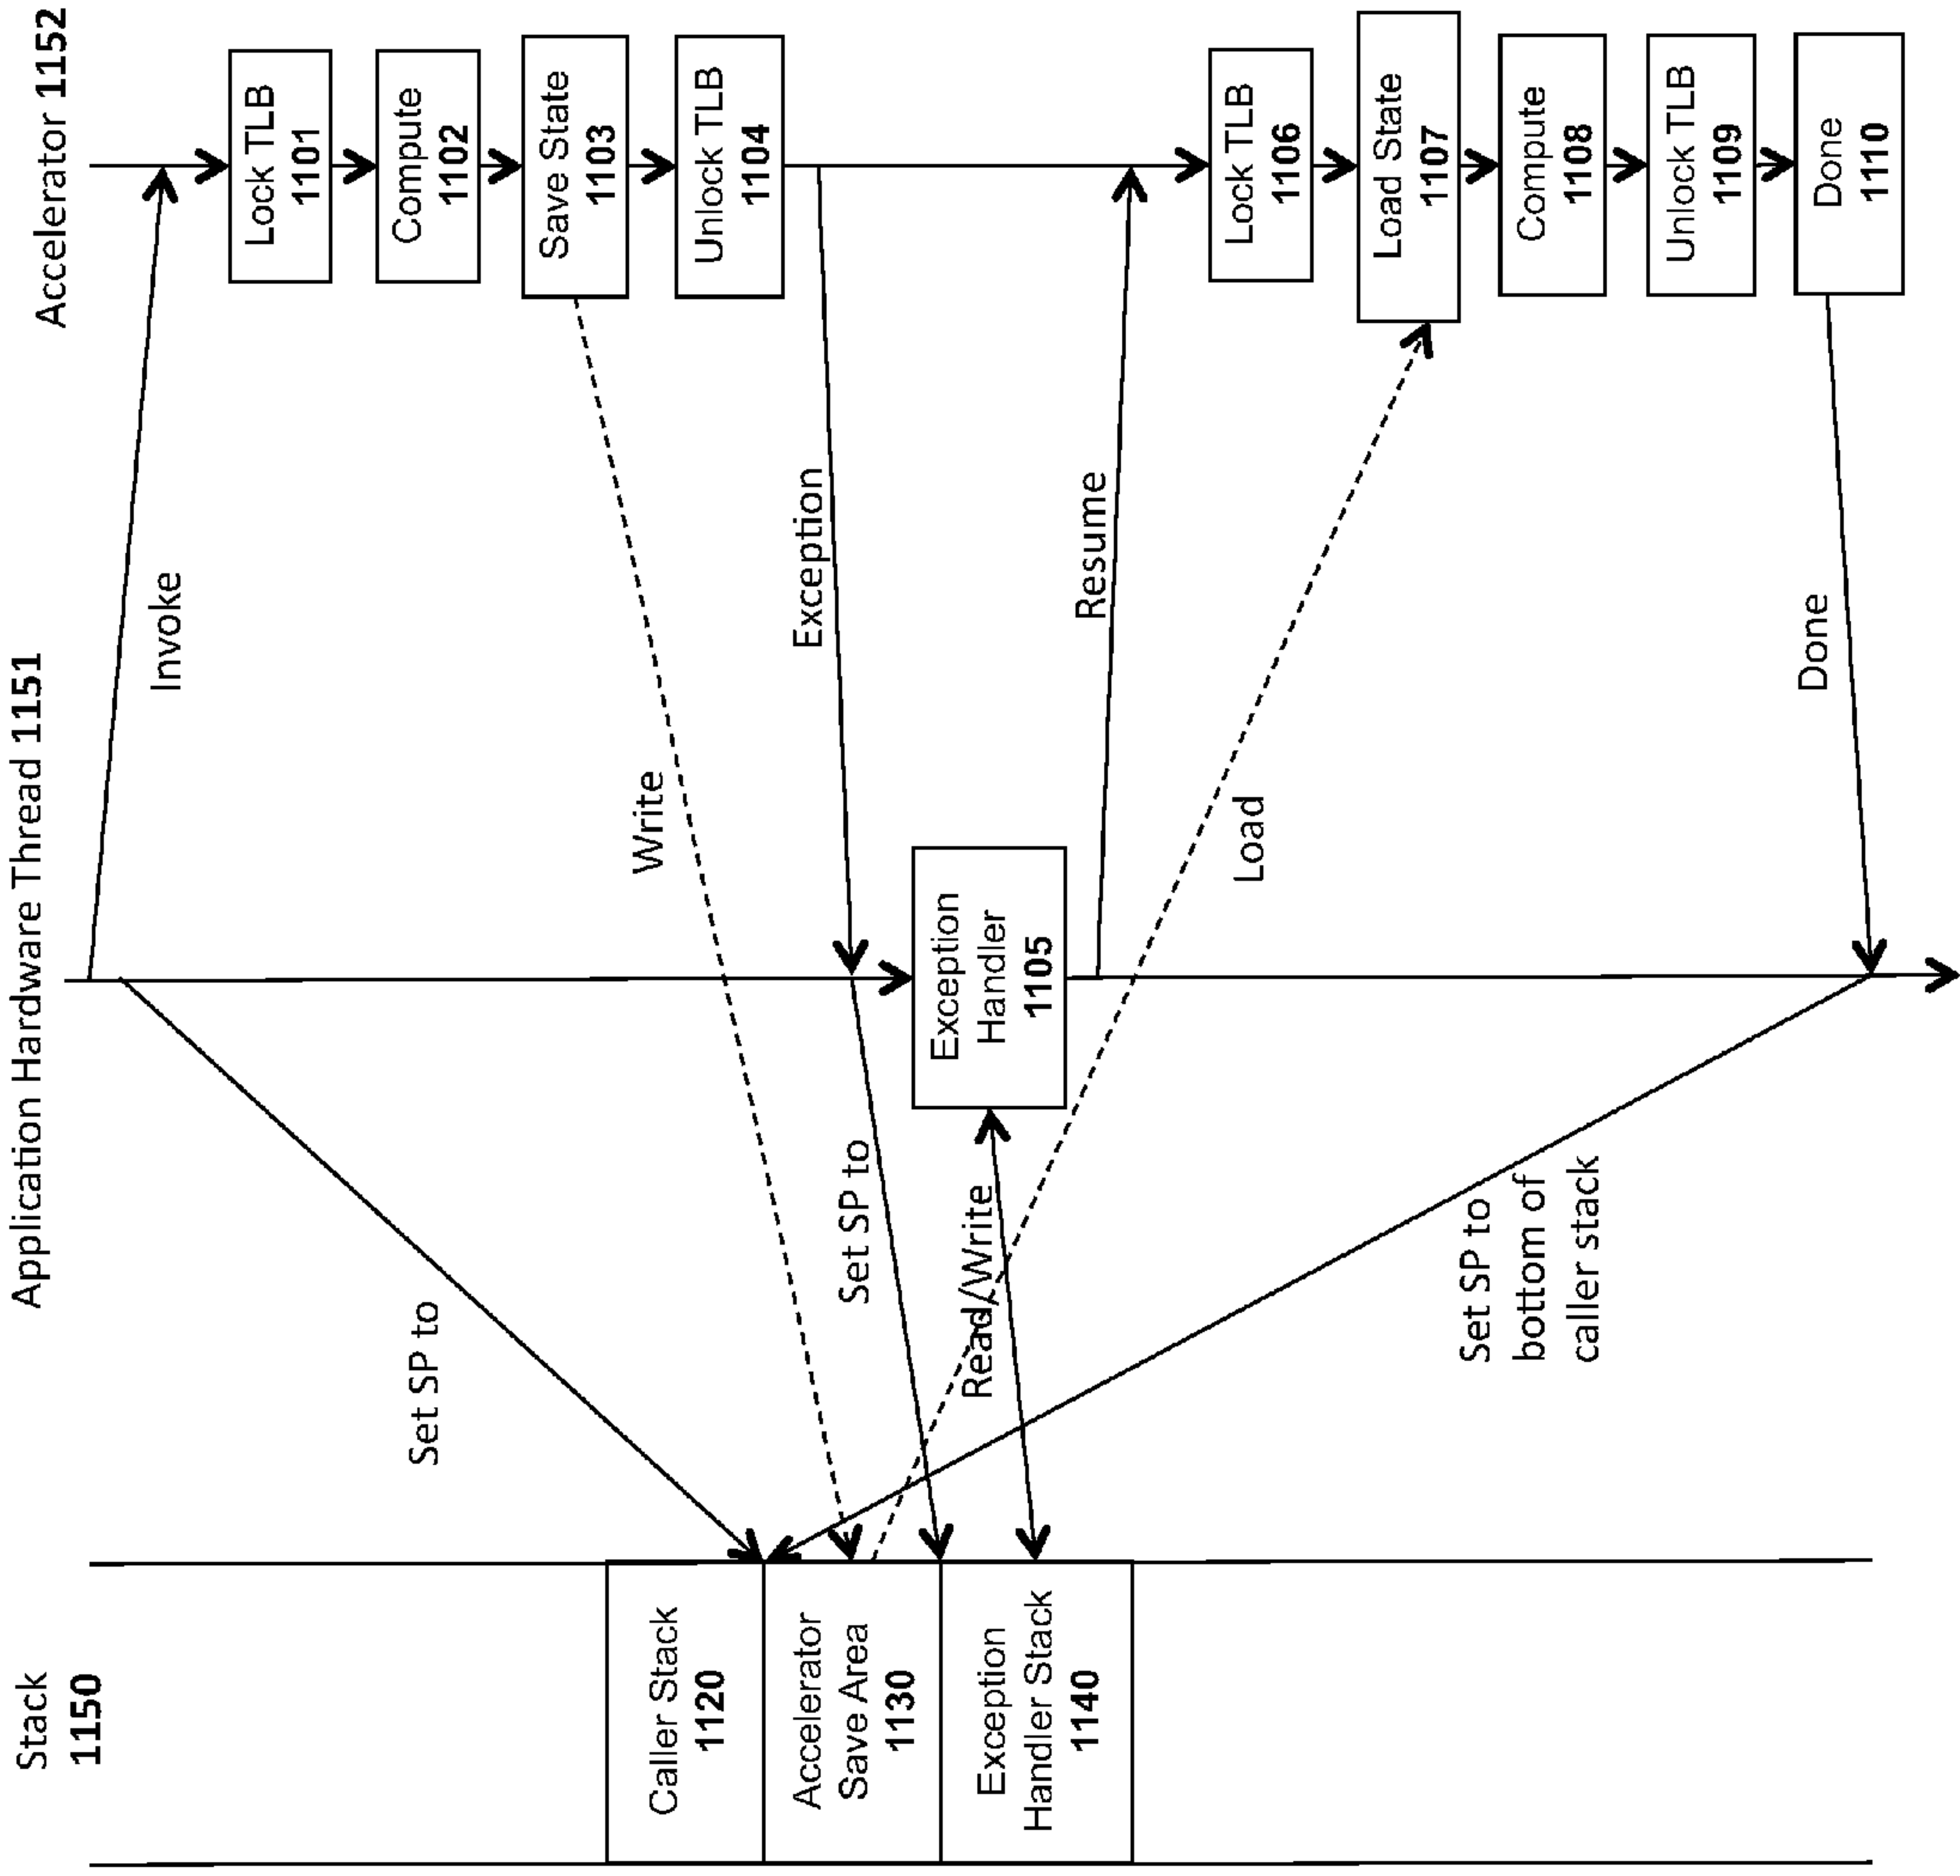 Stack
1150
Application Hardware Thread 1151
Accelerator 1152
Invoke
Set SP to
Lock TLB
1101
Compute
1102
Save State
1103
Unlock TLB
1104
Write
Caller Stack
1120
Accelerator
Save Area
1130
Exception
Handler Stack
1140
Exception
Set SP to
Exception
Handler
1105
Read/Write
Resume
Load
Lock TLB
1106
Load State
1107
Compute
1108
Unlock TLB
1109
Done
1110
Done
Set SP to
bottom of
caller stack